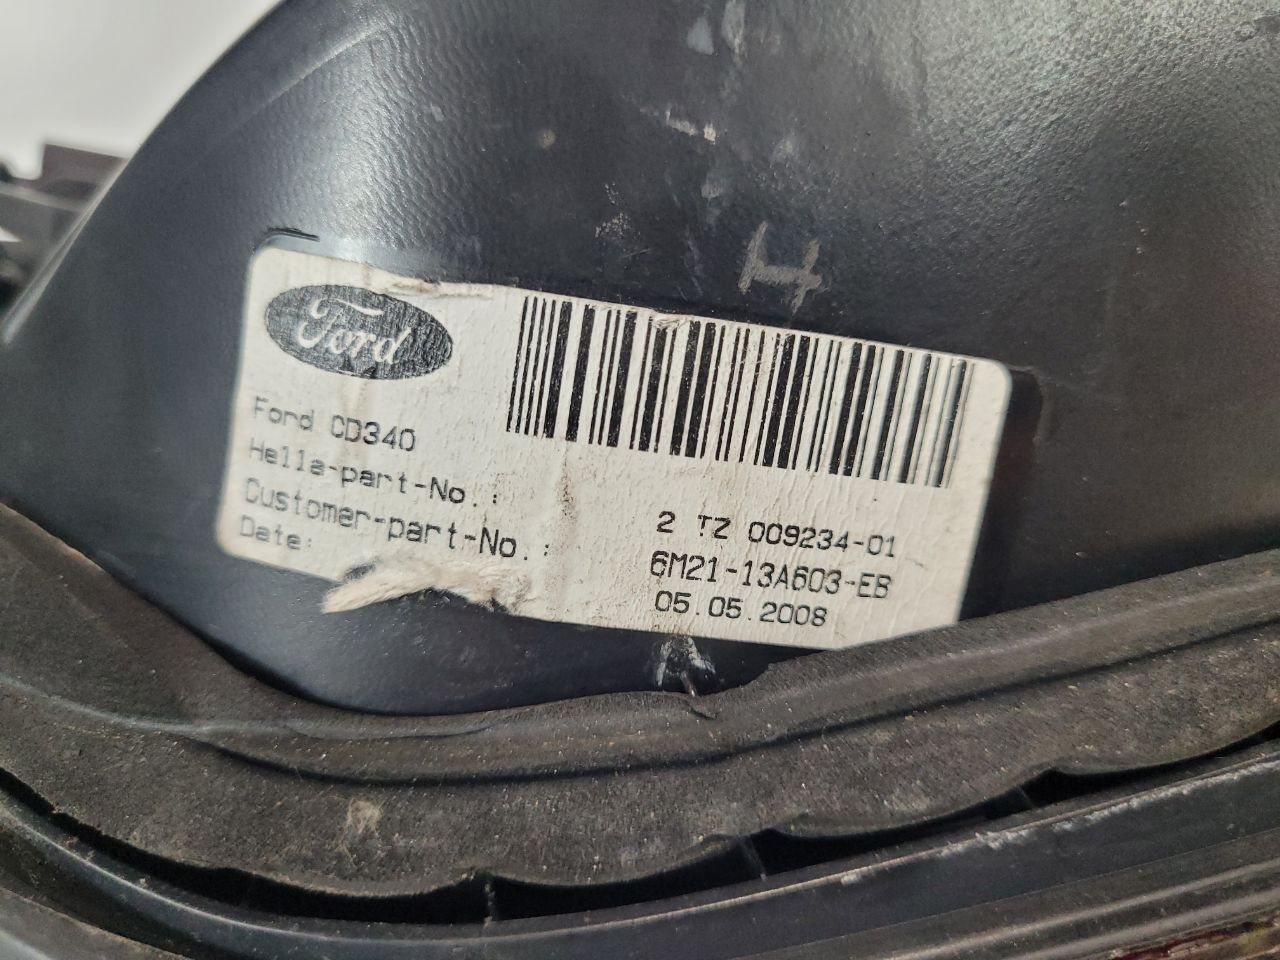 H
Ford
Ford CD340
Hella-part-No.: 2 TZ 009234-01
Customer-part-No.: 6M21-13A603-EB
Date: 05.05.2008